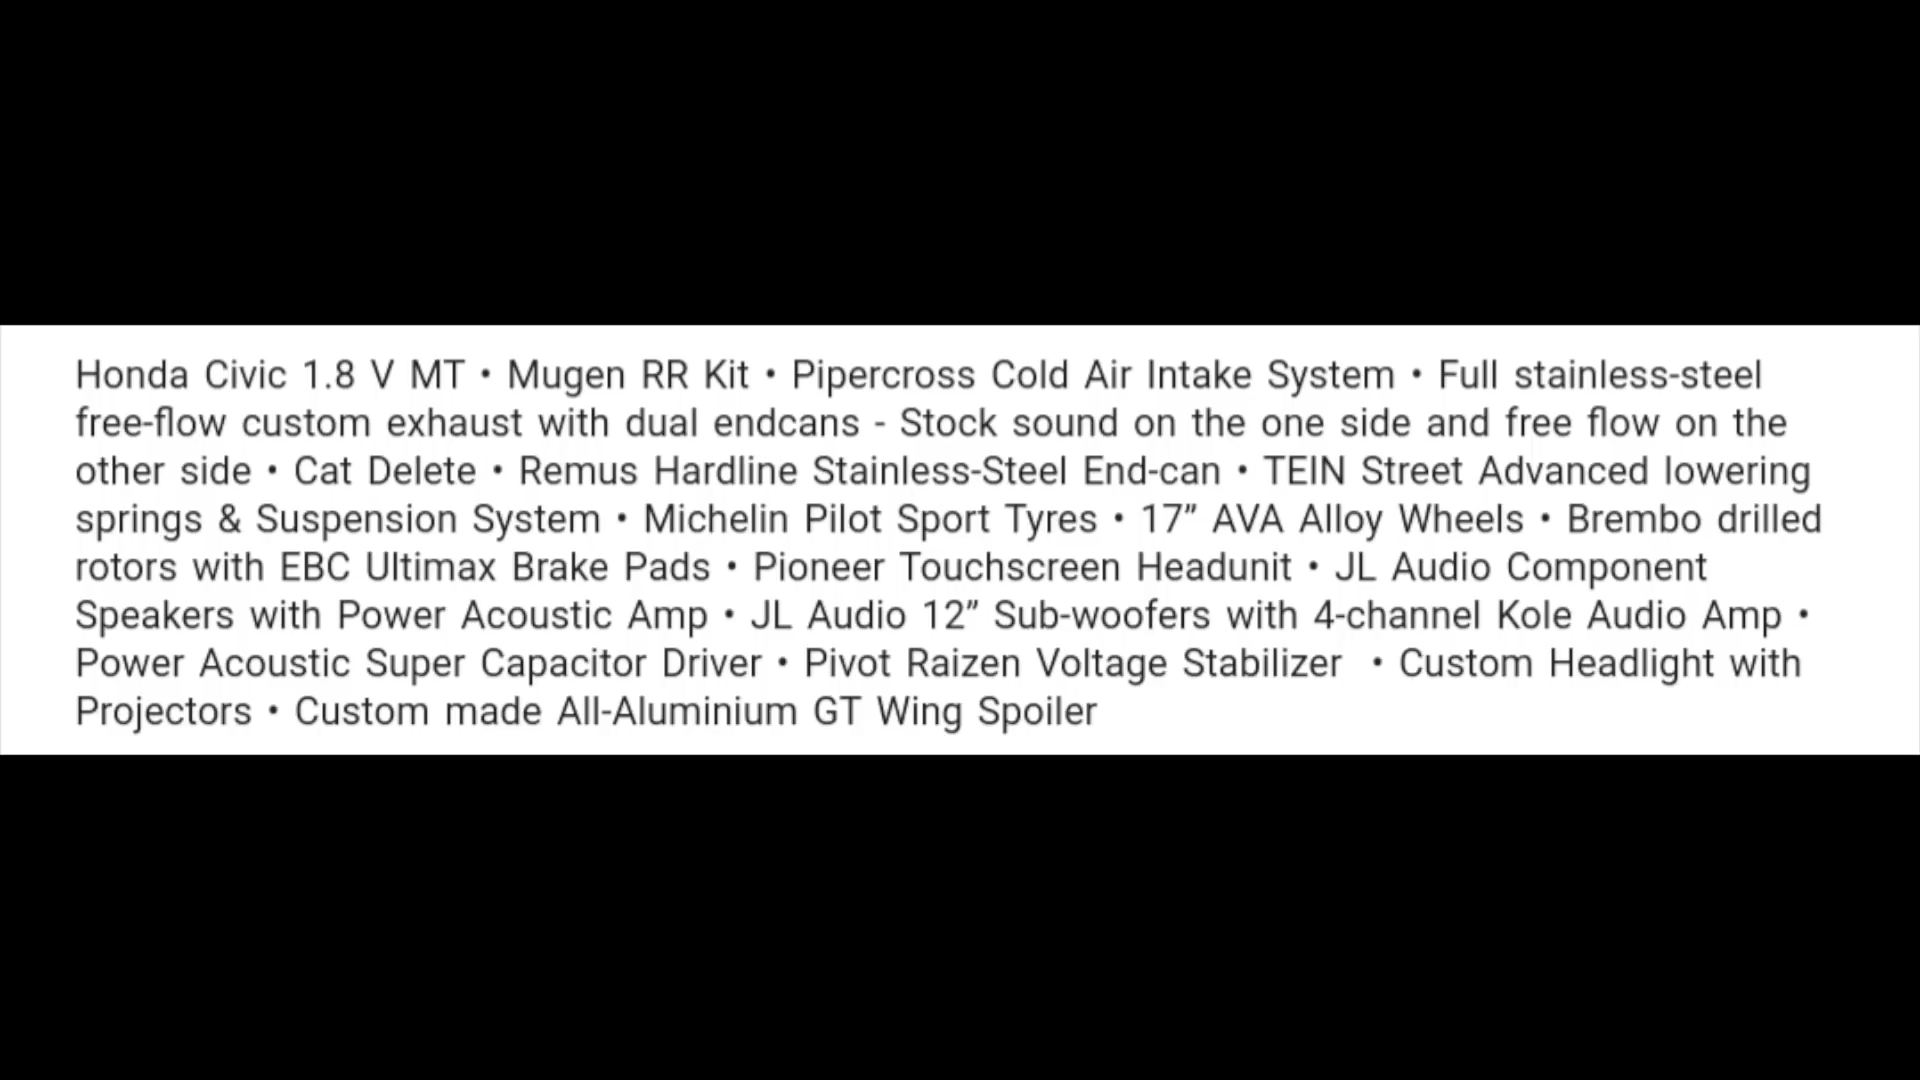 Honda Civic 1.8 V MT • Mugen RR Kit • Pipercross Cold Air Intake System • Full stainless-steel
free-flow custom exhaust with dual endcans - Stock sound on the one side and free flow on the
other side • Cat Delete • Remus Hardline Stainless-Steel End-can • TEIN Street Advanced lowering
springs & Suspension System • Michelin Pilot Sport Tyres • 17” AVA Alloy Wheels • Brembo drilled
rotors with EBC Ultimax Brake Pads • Pioneer Touchscreen Headunit • JL Audio Component
Speakers with Power Acoustic Amp • JL Audio 12” Sub-woofers with 4-channel Kole Audio Amp •
Power Acoustic Super Capacitor Driver • Pivot Raizen Voltage Stabilizer • Custom Headlight with
Projectors • Custom made All-Aluminium GT Wing Spoiler